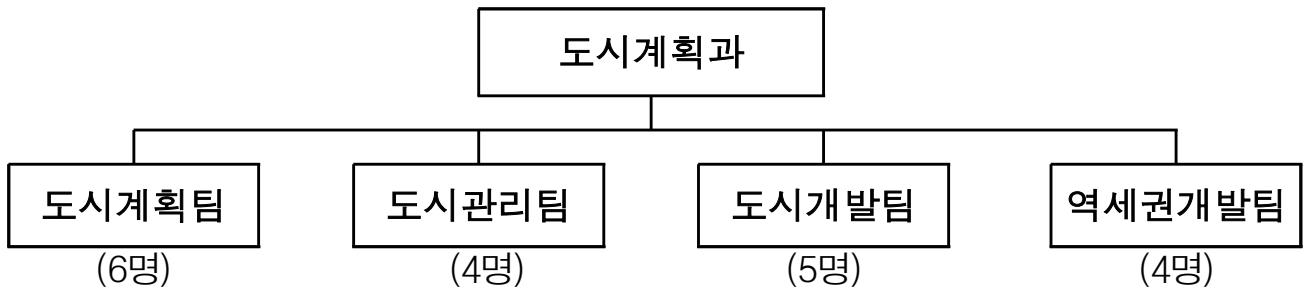 도시계획과
도시계획팀 도시관리팀 도시개발팀 역세권개발팀
(6명) (4명) (5명) (4명)